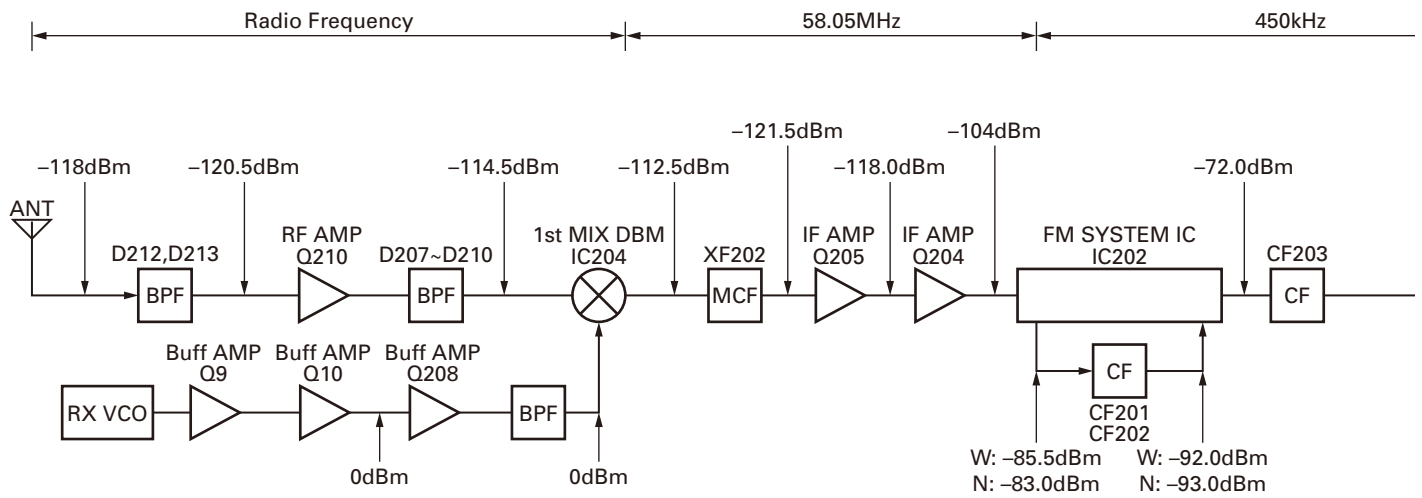 Radio Frequency
58.05MHz
450kHz
–121.5dBm
–104dBm
–118dBm
–120.5dBm
–114.5dBm
–112.5dBm
–118.0dBm
–72.0dBm
ANT
D212,D213
BPF
RF AMP
Q210
D207~D210
BPF
1st MIX DBM
IC204
XF202
MCF
IF AMP
Q205
IF AMP
Q204
FM SYSTEM IC
IC202
CF203
CF
RX VCO
Buff AMP
Q9
Buff AMP
Q10
Buff AMP
Q208
BPF
CF
CF201
CF202
0dBm
0dBm
W: –85.5dBm
N: –83.0dBm
W: –92.0dBm
N: –93.0dBm